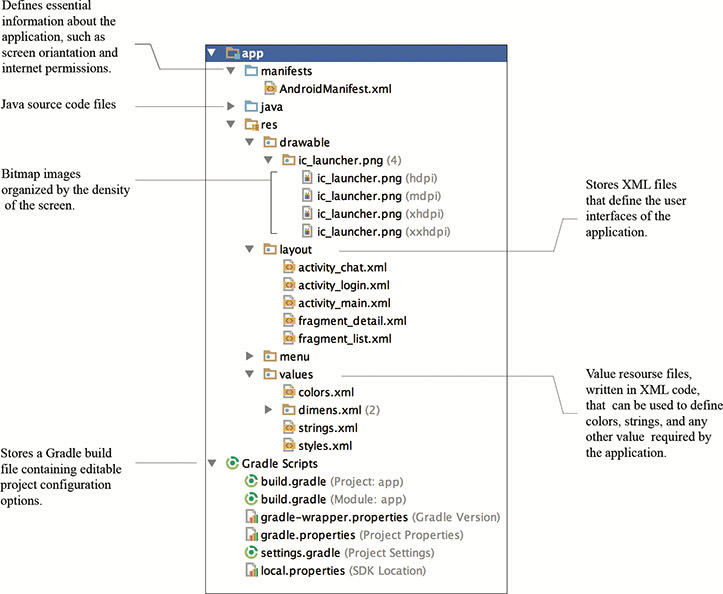 Defines essential
information about the
application, such as
screen oriantation and
internet permissions.
Java source code files
Bitmap images
organized by the density
of the screen.
Stores a Gradle build
file containing editable
project configuration
options.
app
manifests
AndroidManifest.xml
java
res
drawable
ic_launcher.png (4)
ic_launcher.png (hdpi)
ic_launcher.png (mdpi)
ic_launcher.png (xhdpi)
ic_launcher.png (xxhdpi)
layout
activity_chat.xml
activity_login.xml
activity_main.xml
fragment_detail.xml
fragment_list.xml
menu
values
colors.xml
dimens.xml (2)
strings.xml
styles.xml
Gradle Scripts
build.gradle (Project: app)
build.gradle (Module: app)
gradle-wrapper.properties (Gradle Version)
gradle.properties (Project Properties)
settings.gradle (Project Settings)
local.properties (SDK Location)
Stores XML files
that define the user
interfaces of the
application.
Value resourse files,
written in XML code,
that can be used to define
colors, strings, and any
other value required by
the application.